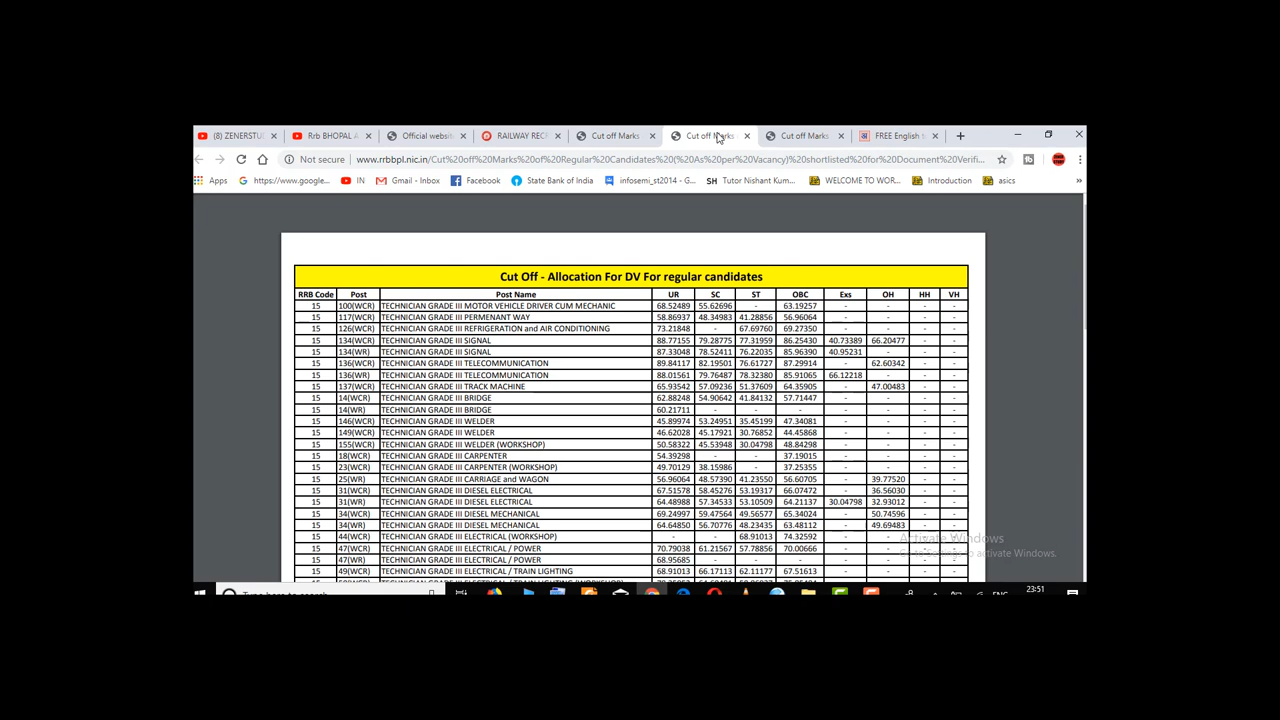 (8) ZENERSTU
Rrb BHOPAL A
Official website
RAILWAY REC
Cut off Marks
Cut off Marks
Cut off Marks
FREE English t
Not secure
www.rrbbpl.nic.in/Cut%20off%20Marks%20of%20Regular%20Candidates(%20As%20per%20Vacancy)%20shortlisted%20for%20Document%20Verifi...
Apps
https://www.google...
IN
Gmail - Inbox
Facebook
State Bank of India
infosemi_st2014 - G...
SH Tutor Nishant Kum...
WELCOME TO WOR...
Introduction
asics
»
Cut Off - Allocation For DV For regular candidates
RRB Code Post Post Name UR SC ST OBC Exs OH HH VH
15 100(WCR) TECHNICIAN GRADE III MOTOR VEHICLE DRIVER CUM MECHANIC 68.52489 55.62696 - 63.19257 - - - -
15 117(WCR) TECHNICIAN GRADE III PERMENANT WAY 58.86937 48.34983 41.28856 56.96064 - - - -
15 126(WCR) TECHNICIAN GRADE III REFRIGERATION and AIR CONDITIONING 73.21848 - 67.69760 69.27350 - - - -
15 134(WCR) TECHNICIAN GRADE III SIGNAL 88.77155 79.28775 77.31959 86.25430 40.73389 66.20477 - -
15 134(WR) TECHNICIAN GRADE III SIGNAL 87.33048 78.52411 76.22035 85.96390 40.95231 - - -
15 136(WCR) TECHNICIAN GRADE III TELECOMMUNICATION 89.84117 82.19501 76.61727 87.29914 - 62.60342 - -
15 136(WR) TECHNICIAN GRADE III TELECOMMUNICATION 88.01561 79.76487 78.32380 85.91065 66.12218 - - -
15 137(WCR) TECHNICIAN GRADE III TRACK MACHINE 65.93542 57.09236 51.37609 64.35905 - 47.00483 - -
15 14(WCR) TECHNICIAN GRADE III BRIDGE 62.88248 54.90642 41.84132 57.71447 - - - -
15 14(WR) TECHNICIAN GRADE III BRIDGE 60.21711 - - - - - - -
15 146(WCR) TECHNICIAN GRADE III WELDER 45.89974 53.24951 35.45199 47.34081 - - - -
15 149(WCR) TECHNICIAN GRADE III WELDER 46.62028 45.17921 30.76852 44.45868 - - - -
15 155(WCR) TECHNICIAN GRADE III WELDER (WORKSHOP) 50.58322 45.53948 30.04798 48.84298 - - - -
15 18(WCR) TECHNICIAN GRADE III CARPENTER 54.39298 - - 37.19015 - - - -
15 23(WCR) TECHNICIAN GRADE III CARPENTER (WORKSHOP) 49.70129 38.15986 - 37.25355 - - - -
15 25(WR) TECHNICIAN GRADE III CARRIAGE and WAGON 56.96064 48.57390 41.23550 56.60705 - 39.77520 - -
15 31(WCR) TECHNICIAN GRADE III DIESEL ELECTRICAL 67.51578 58.45276 53.19317 66.07472 - 36.56030 - -
15 31(WR) TECHNICIAN GRADE III DIESEL ELECTRICAL 64.48988 57.34533 53.10509 64.21137 30.04798 32.93012 - -
15 34(WCR) TECHNICIAN GRADE III DIESEL MECHANICAL 69.24997 59.47564 49.56577 65.34024 - 50.74596 - -
15 34(WR) TECHNICIAN GRADE III DIESEL MECHANICAL 64.64850 56.70776 48.23435 63.48112 - 49.69483 - -
15 44(WCR) TECHNICIAN GRADE III ELECTRICAL (WORKSHOP) - - 68.91013 74.32592 - - - -
15 47(WCR) TECHNICIAN GRADE III ELECTRICAL / POWER 70.79038 61.21567 57.78856 70.00666 - - - -
15 47(WR) TECHNICIAN GRADE III ELECTRICAL / POWER 68.95685 - - - - - - -
15 49(WCR) TECHNICIAN GRADE III ELECTRICAL / TRAIN LIGHTING 68.91013 66.17113 62.11177 67.51613 - - - -
Activate Windows
Go to Settings to activate Windows.
ENG
23:51